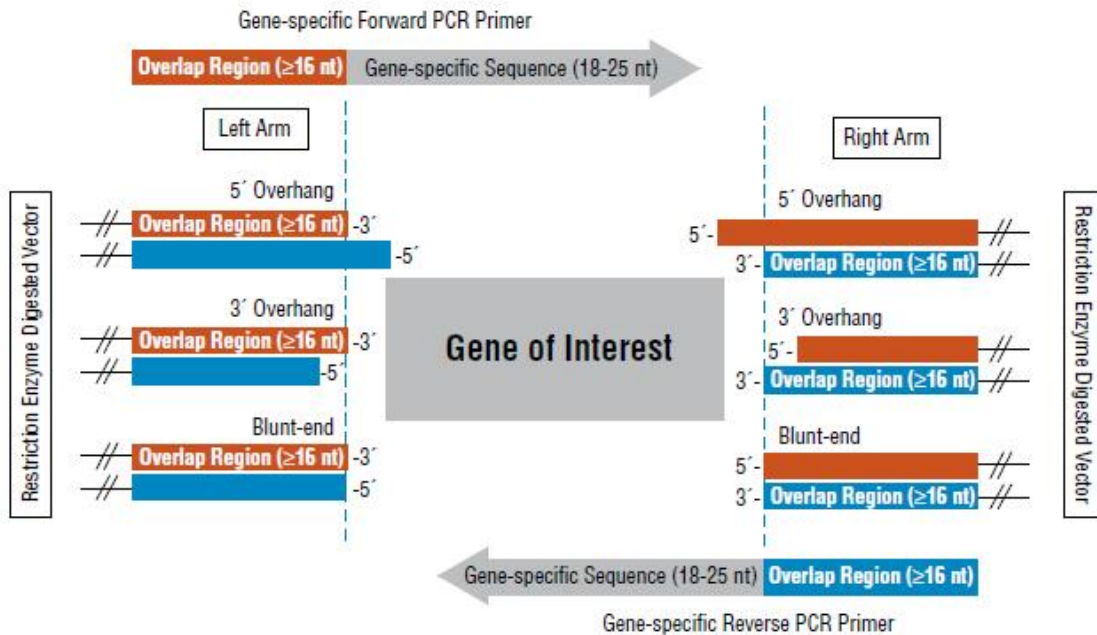 Gene-specific Forward PCR Primer
Overlap Region (≥16 nt) Gene-specific Sequence (18-25 nt)
Left Arm
Right Arm
Restriction Enzyme Digested Vector
5´ Overhang
Overlap Region (≥16 nt) -3´
-5´
3´ Overhang
Overlap Region (≥16 nt) -3´
-5´
Blunt-end
Overlap Region (≥16 nt) -3´
-5´
Gene of Interest
5´ Overhang
5´-
3´- Overlap Region (≥16 nt)
3´ Overhang
5´-
3´- Overlap Region (≥16 nt)
Blunt-end
5´-
3´- Overlap Region (≥16 nt)
Restriction Enzyme Digested Vector
Gene-specific Sequence (18-25 nt) Overlap Region (≥16 nt)
Gene-specific Reverse PCR Primer